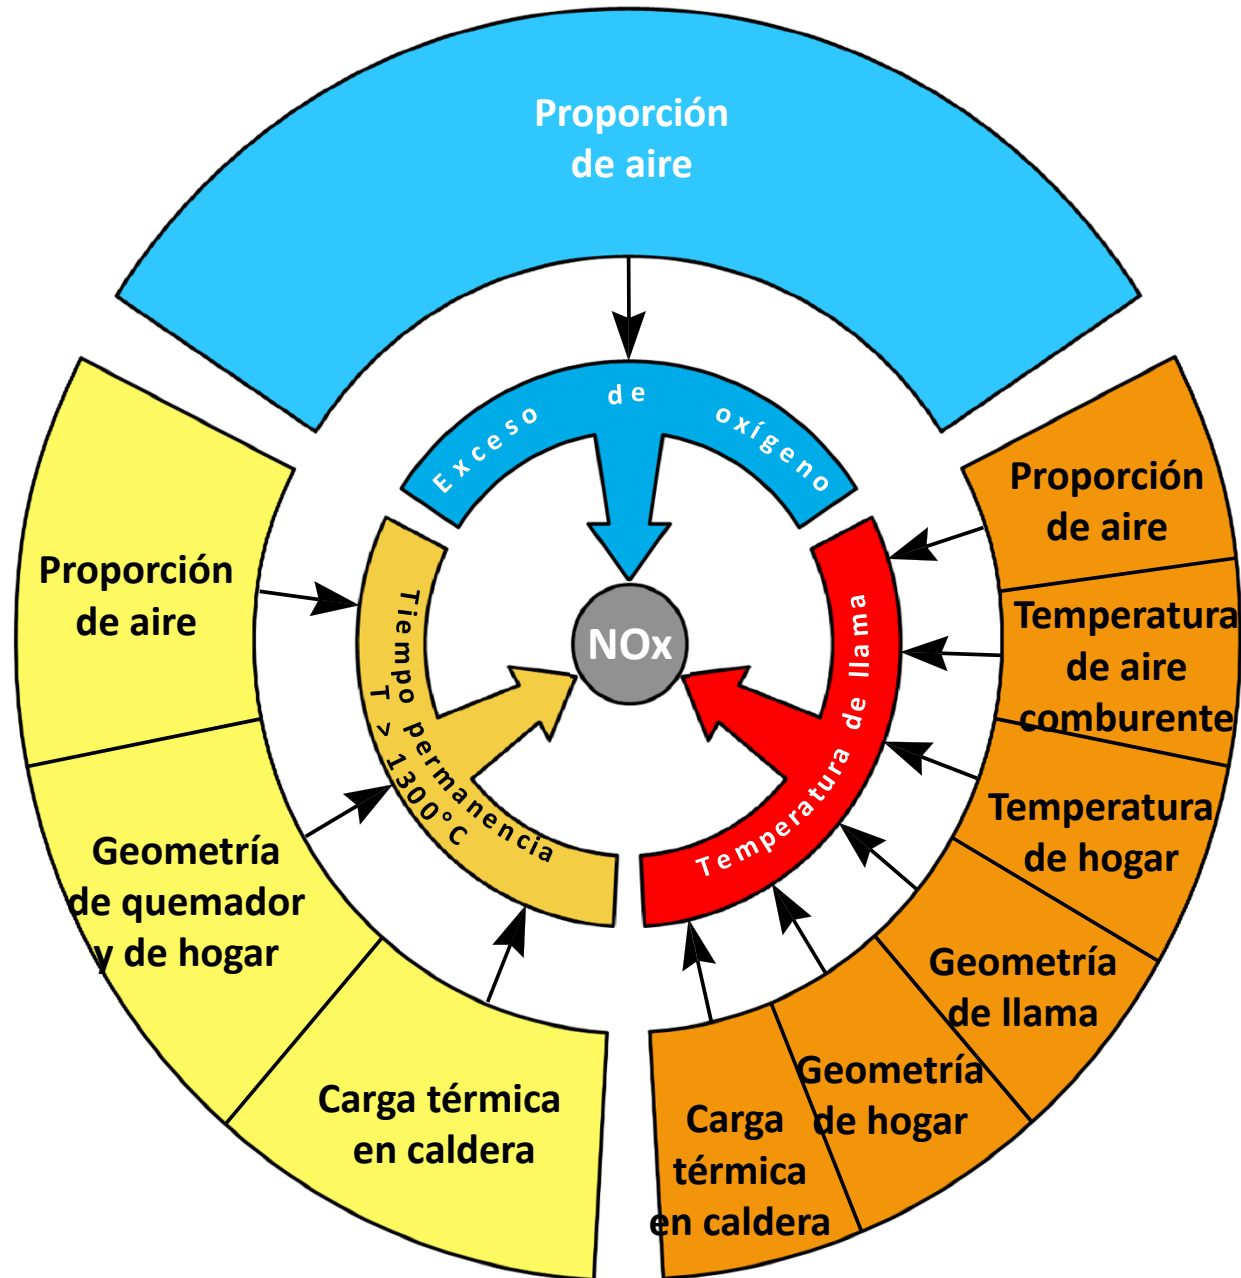 Proporción
de aire
Exceso de oxígeno
Proporción
de aire
Geometría
de quemador
y de hogar
Carga térmica
en caldera
Tiempo permanencia
T > 1300°C
NOx
Temperatura de llama
Proporción
de aire
Temperatura
de aire
comburente
Temperatura
de hogar
Geometría
de llama
Geometría
de hogar
Carga
térmica
en caldera